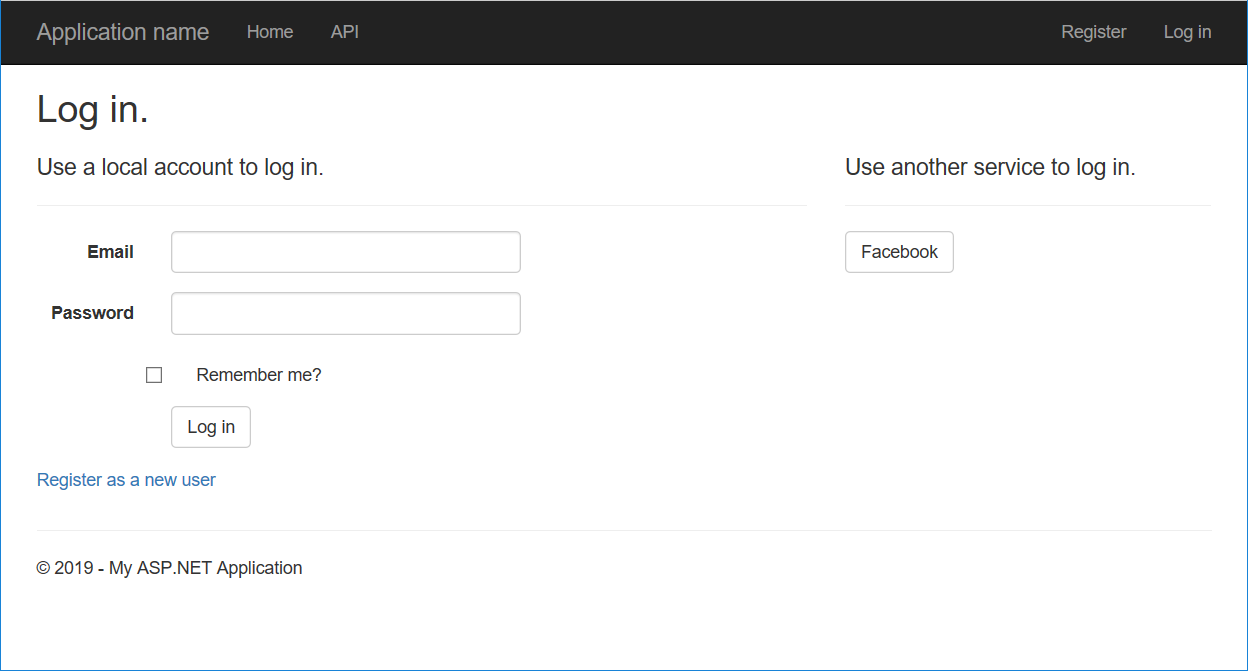 Application name Home API Register Log in
Log in.
Use a local account to log in.
Use another service to log in.
Email
Facebook
Password
Remember me?
Log in
Register as a new user
© 2019 - My ASP.NET Application